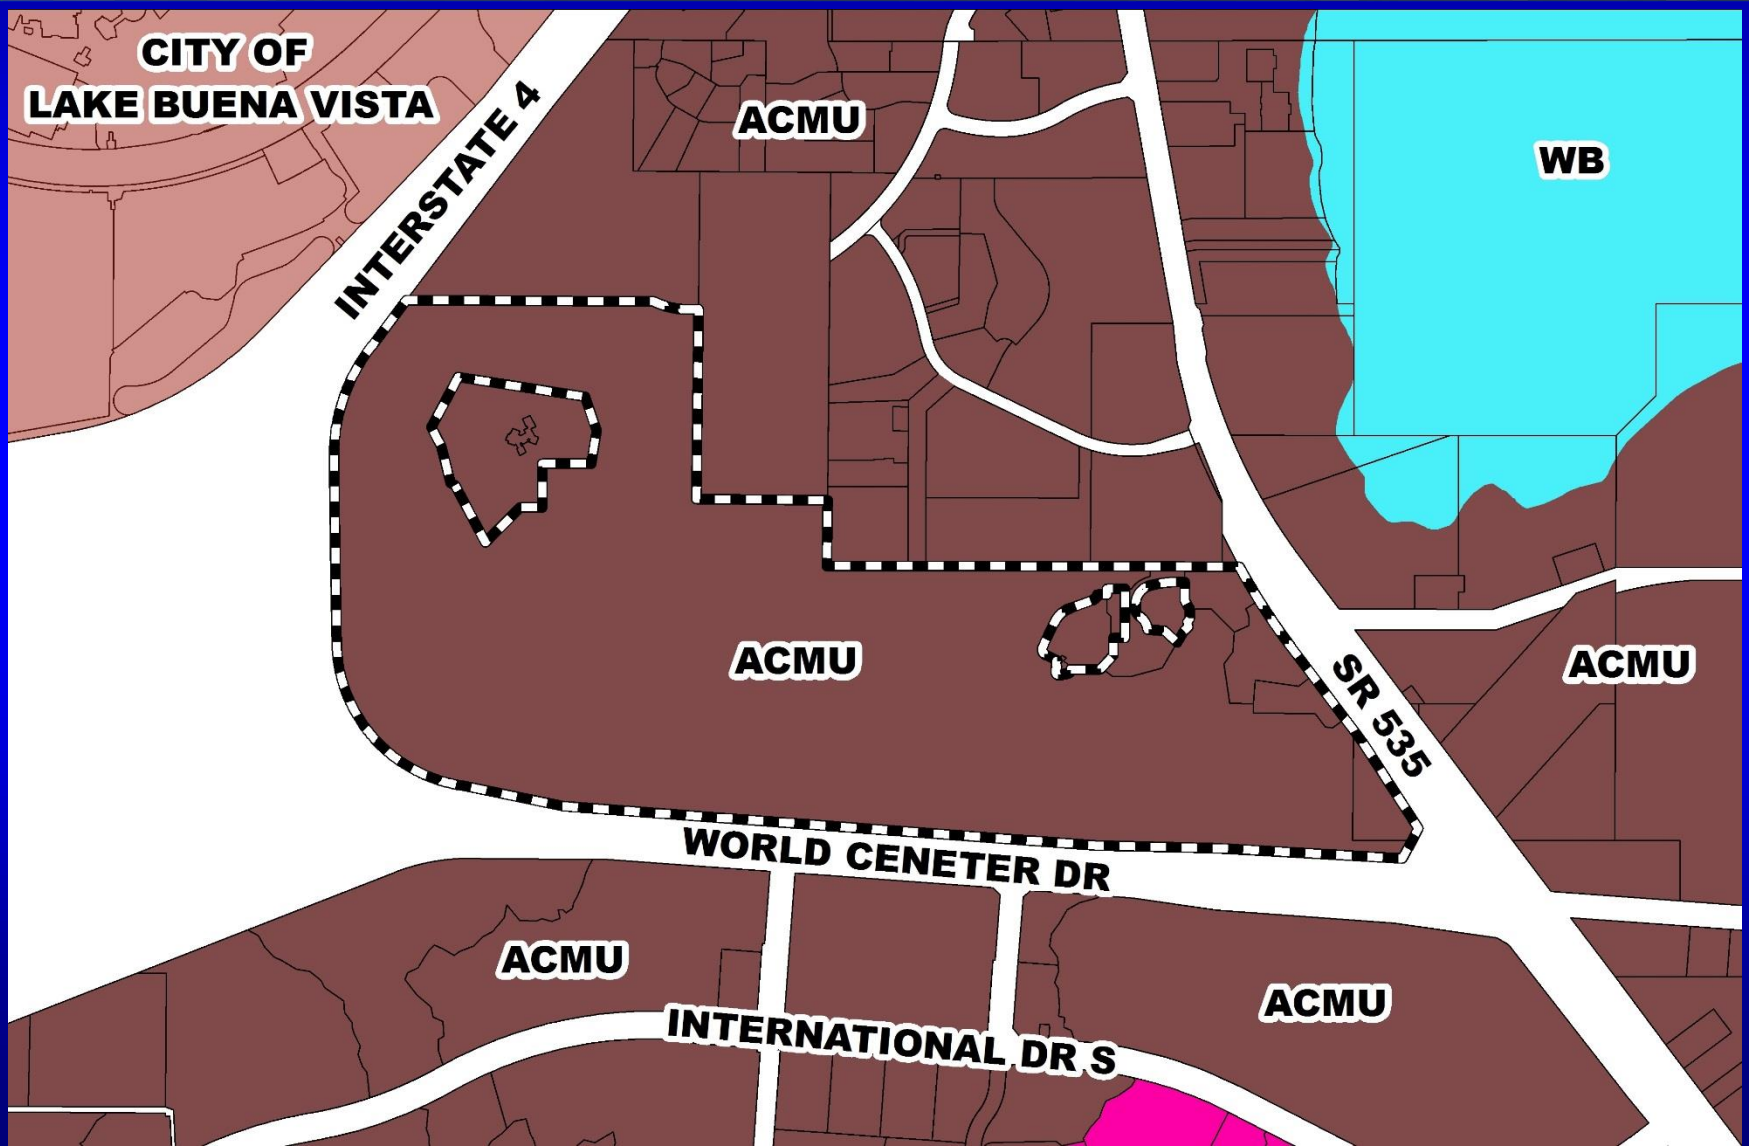 CITY OF
LAKE BUENA VISTA
INTERSTATE 4
ACMU
WB
ACMU
SR 535
ACMU
WORLD CENETER DR
ACMU
ACMU
INTERNATIONAL DR S